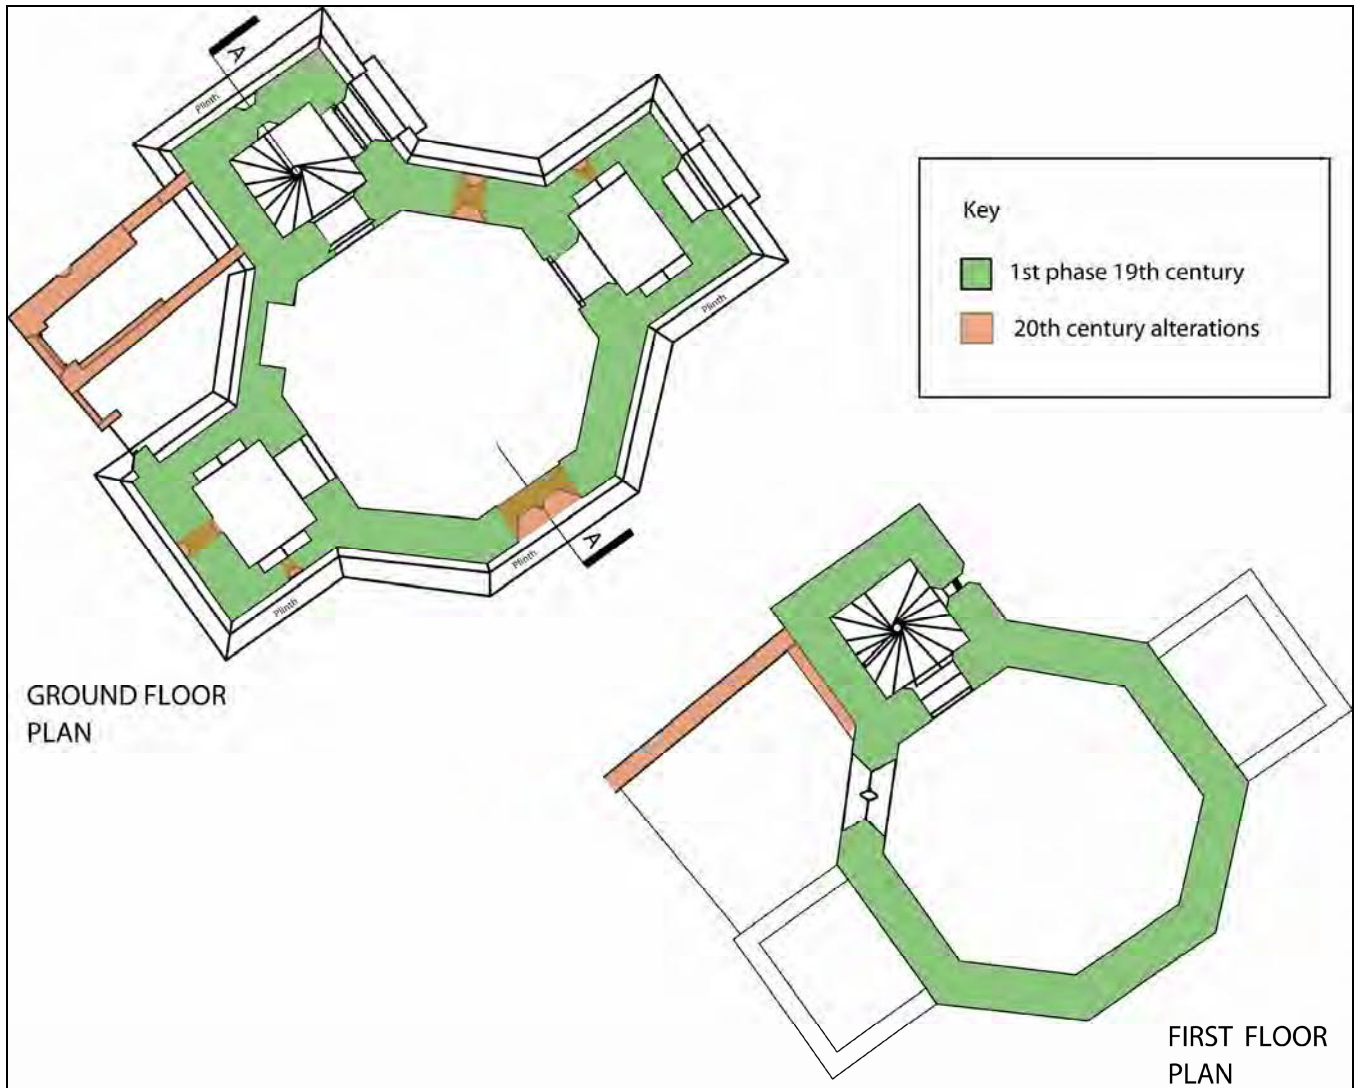 A
Plinth
Plinth
Key
1st phase 19th century
20th century alterations
A
Plinth
Plinth
GROUND FLOOR
PLAN
FIRST FLOOR
PLAN